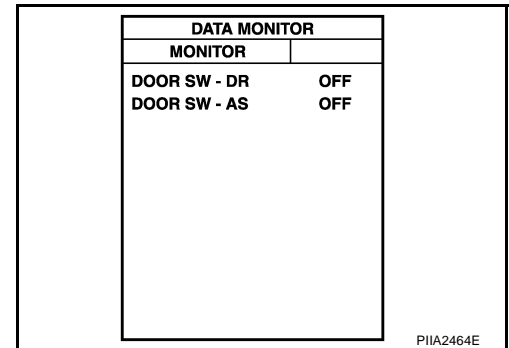 DATA MONITOR
MONITOR
DOOR SW - DR OFF
DOOR SW - AS OFF
PIIA2464E